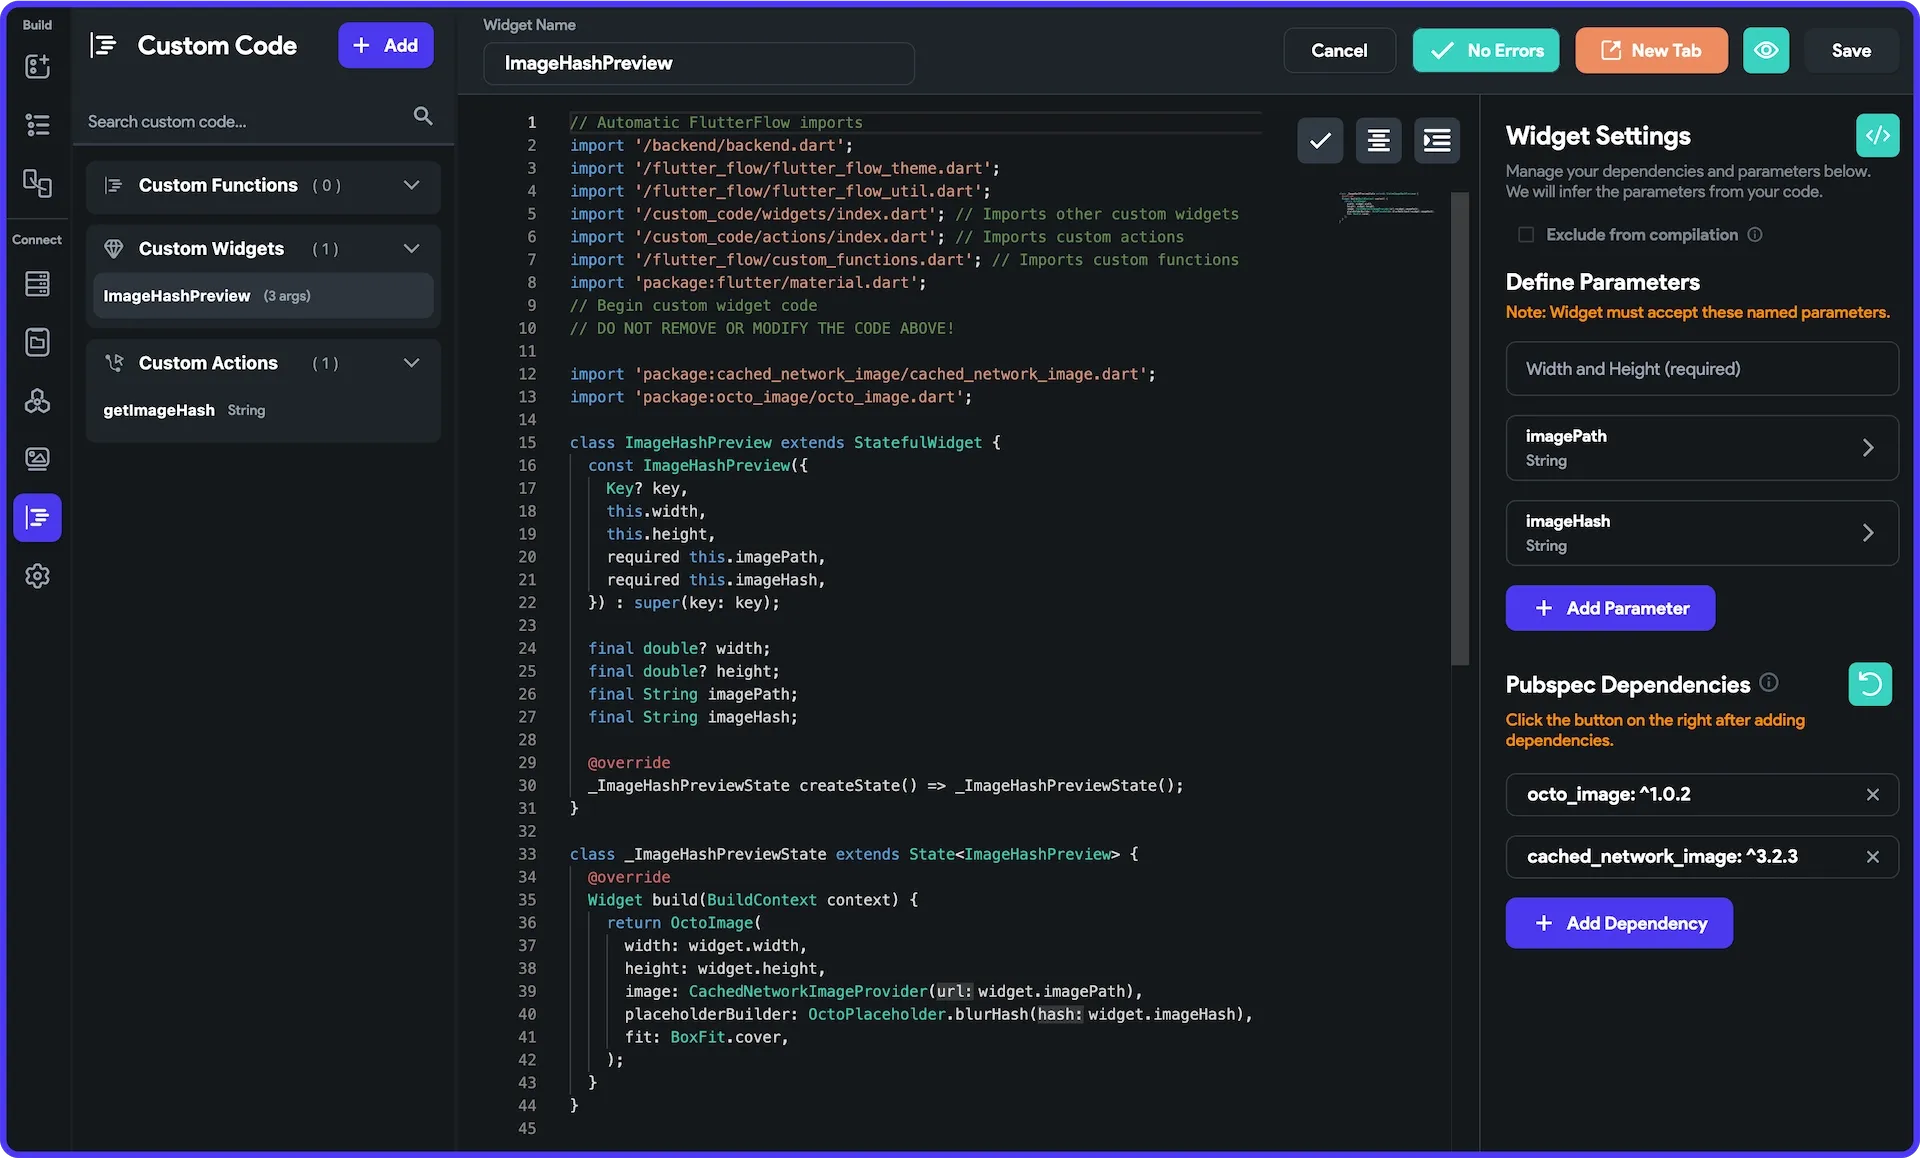 Build
Connect
Custom Code
+ Add
Search custom code...
Custom Functions ( 0 )
Custom Widgets ( 1 )
ImageHashPreview (3 args)
Custom Actions ( 1 )
getImageHash String
Widget Name
ImageHashPreview
Cancel
No Errors
New Tab
Save
1 // Automatic FlutterFlow imports
2 import '/backend/backend.dart';
3 import '/flutter_flow/flutter_flow_theme.dart';
4 import '/flutter_flow/flutter_flow_util.dart';
5 import '/custom_code/widgets/index.dart'; // Imports other custom widgets
6 import '/custom_code/actions/index.dart'; // Imports custom actions
7 import '/flutter_flow/custom_functions.dart'; // Imports custom functions
8 import 'package:flutter/material.dart';
9 // Begin custom widget code
10 // DO NOT REMOVE OR MODIFY THE CODE ABOVE!
11
12 import 'package:cached_network_image/cached_network_image.dart';
13 import 'package:octo_image/octo_image.dart';
14
15 class ImageHashPreview extends StatefulWidget {
16 const ImageHashPreview({
17 Key? key,
18 this.width,
19 this.height,
20 required this.imagePath,
21 required this.imageHash,
22 }) : super(key: key);
23
24 final double? width;
25 final double? height;
26 final String imagePath;
27 final String imageHash;
28
29 @override
30 _ImageHashPreviewState createState() => _ImageHashPreviewState();
31 }
32
33 class _ImageHashPreviewState extends State<ImageHashPreview> {
34 @override
35 Widget build(BuildContext context) {
36 return OctoImage(
37 width: widget.width,
38 height: widget.height,
39 image: CachedNetworkImageProvider(url: widget.imagePath),
40 placeholderBuilder: OctoPlaceholder.blurHash(hash: widget.imageHash),
41 fit: BoxFit.cover,
42 );
43 }
44 }
45
Widget Settings
</>
Manage your dependencies and parameters below.
We will infer the parameters from your code.
Exclude from compilation
Define Parameters
Note: Widget must accept these named parameters.
Width and Height (required)
imagePath
String
imageHash
String
+ Add Parameter
Pubspec Dependencies
Click the button on the right after adding
dependencies.
octo_image: ^1.0.2
cached_network_image: ^3.2.3
+ Add Dependency